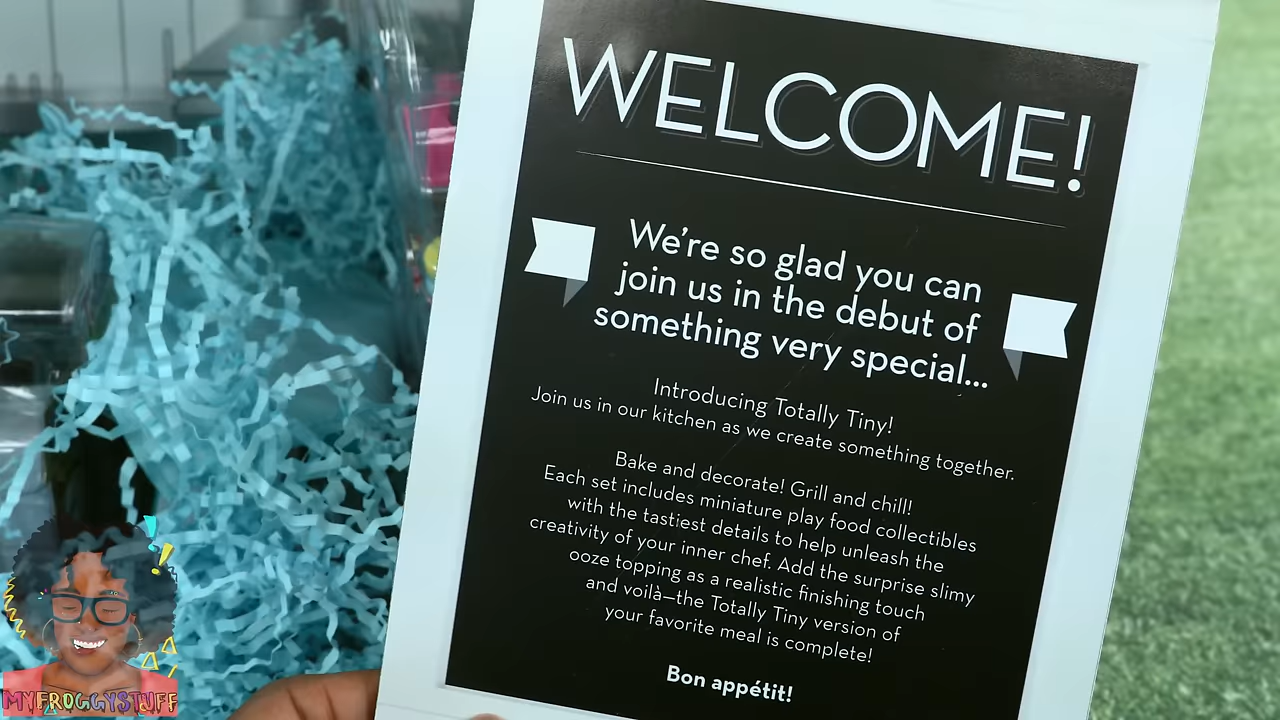 WELCOME!
We're so glad you can
join us in the debut of
something very special...
Introducing Totally Tiny!
Join us in our kitchen as we create something together.
Bake and decorate! Grill and chill!
Each set includes miniature play food collectibles
with the tastiest details to help unleash the
creativity of your inner chef. Add the surprise slimy
ooze topping as a realistic finishing touch
and voilà—the Totally Tiny version of
your favorite meal is complete!
Bon appétit!
MYFROGGYSTUFF